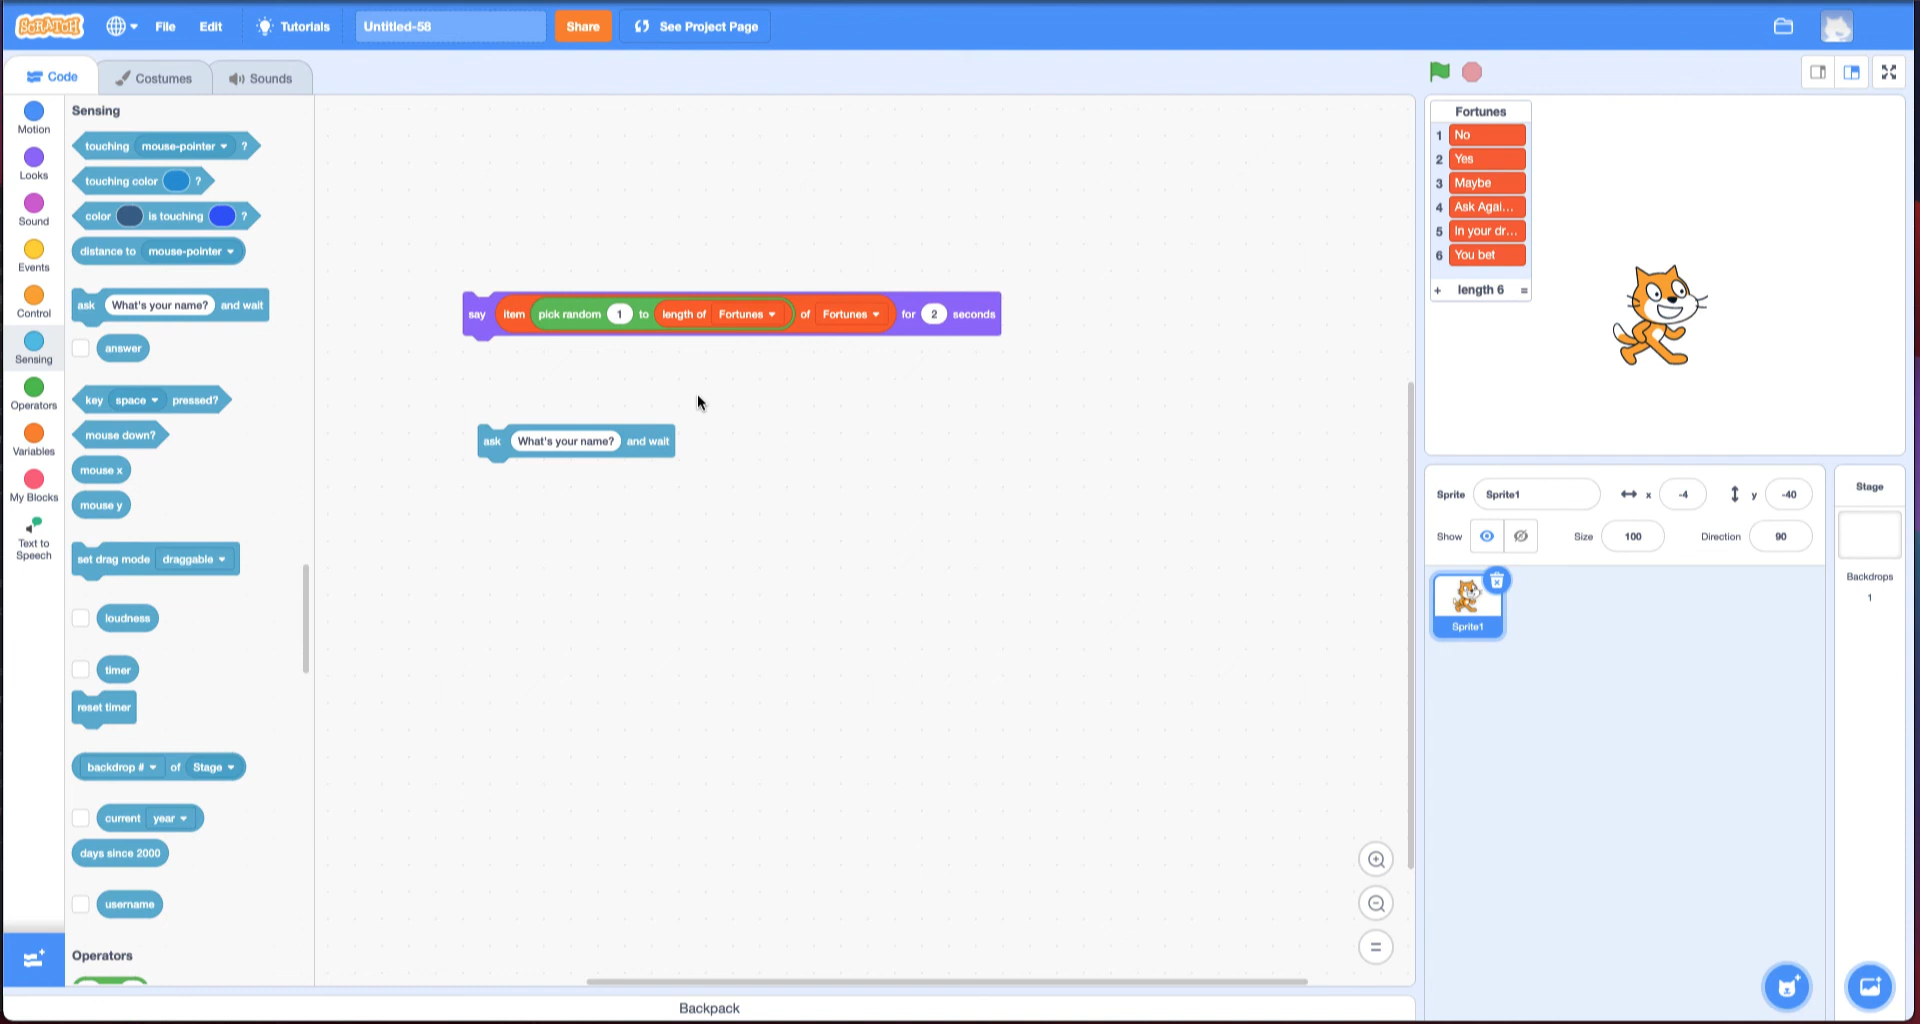 SCRATCH File Edit Tutorials Untitled-58 Share See Project Page
Code Costumes Sounds
Motion
Looks
Sound
Events
Control
Sensing
Operators
Variables
My Blocks
Text to
Speech
Sensing
touching mouse-pointer ?
touching color ?
color is touching ?
distance to mouse-pointer
ask What's your name? and wait
answer
key space pressed?
mouse down?
mouse x
mouse y
set drag mode draggable
loudness
timer
reset timer
backdrop # of Stage
current year
days since 2000
username
Operators
say item pick random 1 to length of Fortunes of Fortunes for 2 seconds
ask What's your name? and wait
Backpack
Fortunes
1 No
2 Yes
3 Maybe
4 Ask Agai...
5 In your dr...
6 You bet
+ length 6 =
Sprite Sprite1 x -4 y -40
Show Size 100 Direction 90
Sprite1
Stage
Backdrops
1